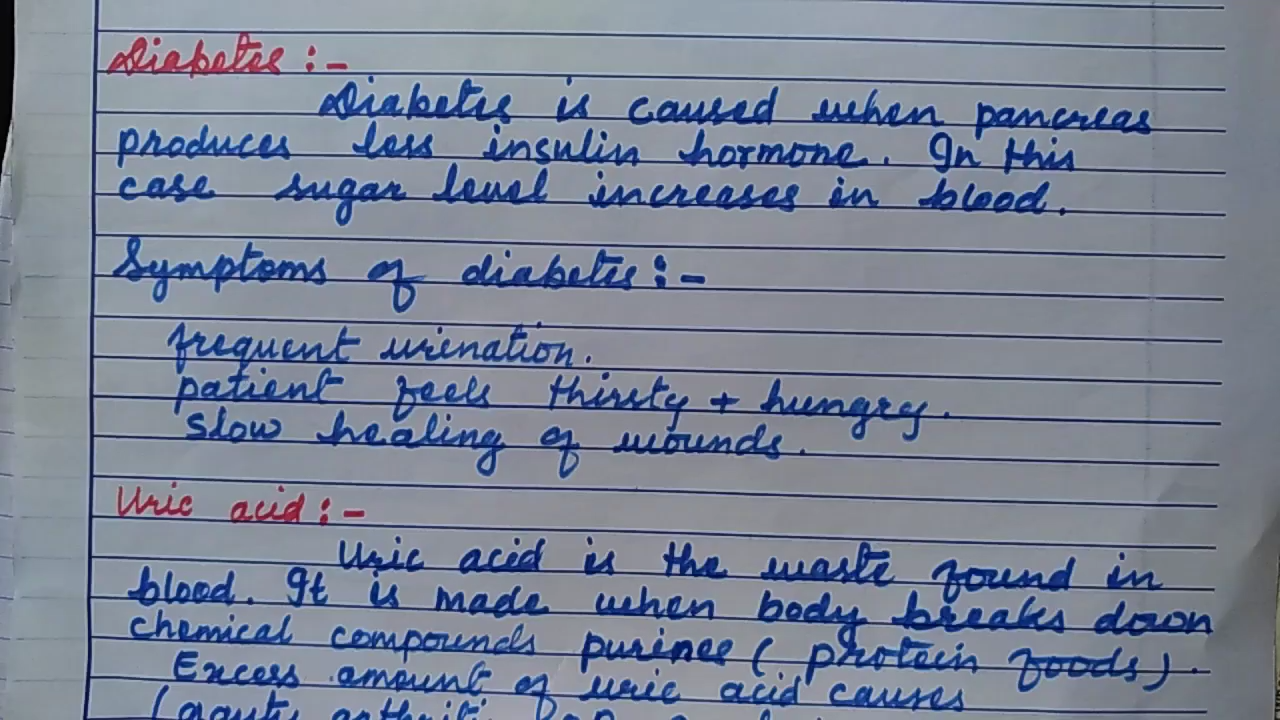 Diabetes :-
Diabetes is caused when pancreas
produces less insulin hormone. In this
case sugar level increases in blood.
Symptoms of diabetes :-
frequent urination.
patient feels thirsty + hungry.
slow healing of wounds.
Uric acid :-
Uric acid is the waste found in
blood. It is made when body breaks down
chemical compounds purines ( protein foods ).
Excess amount of uric acid causes